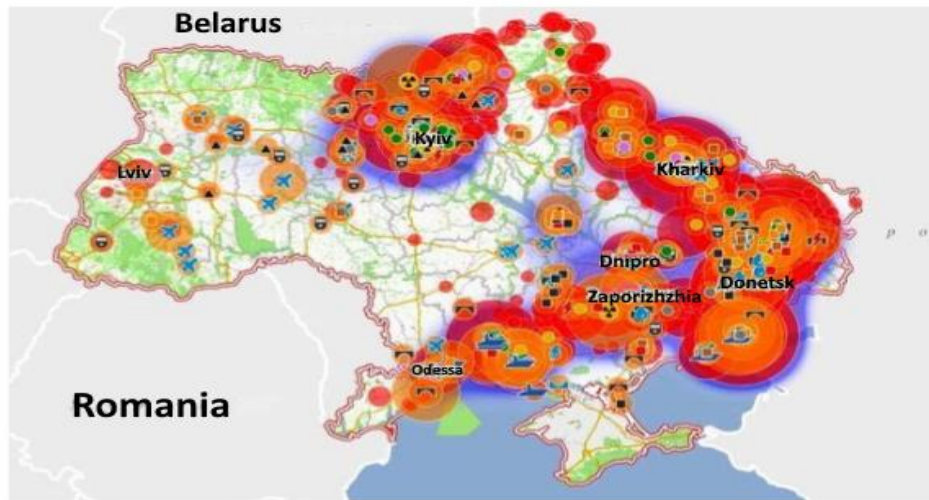 Belarus
Kyiv
Lviv
Kharkiv
Dnipro
Donetsk
Zaporizhzhia
Odessa
Romania